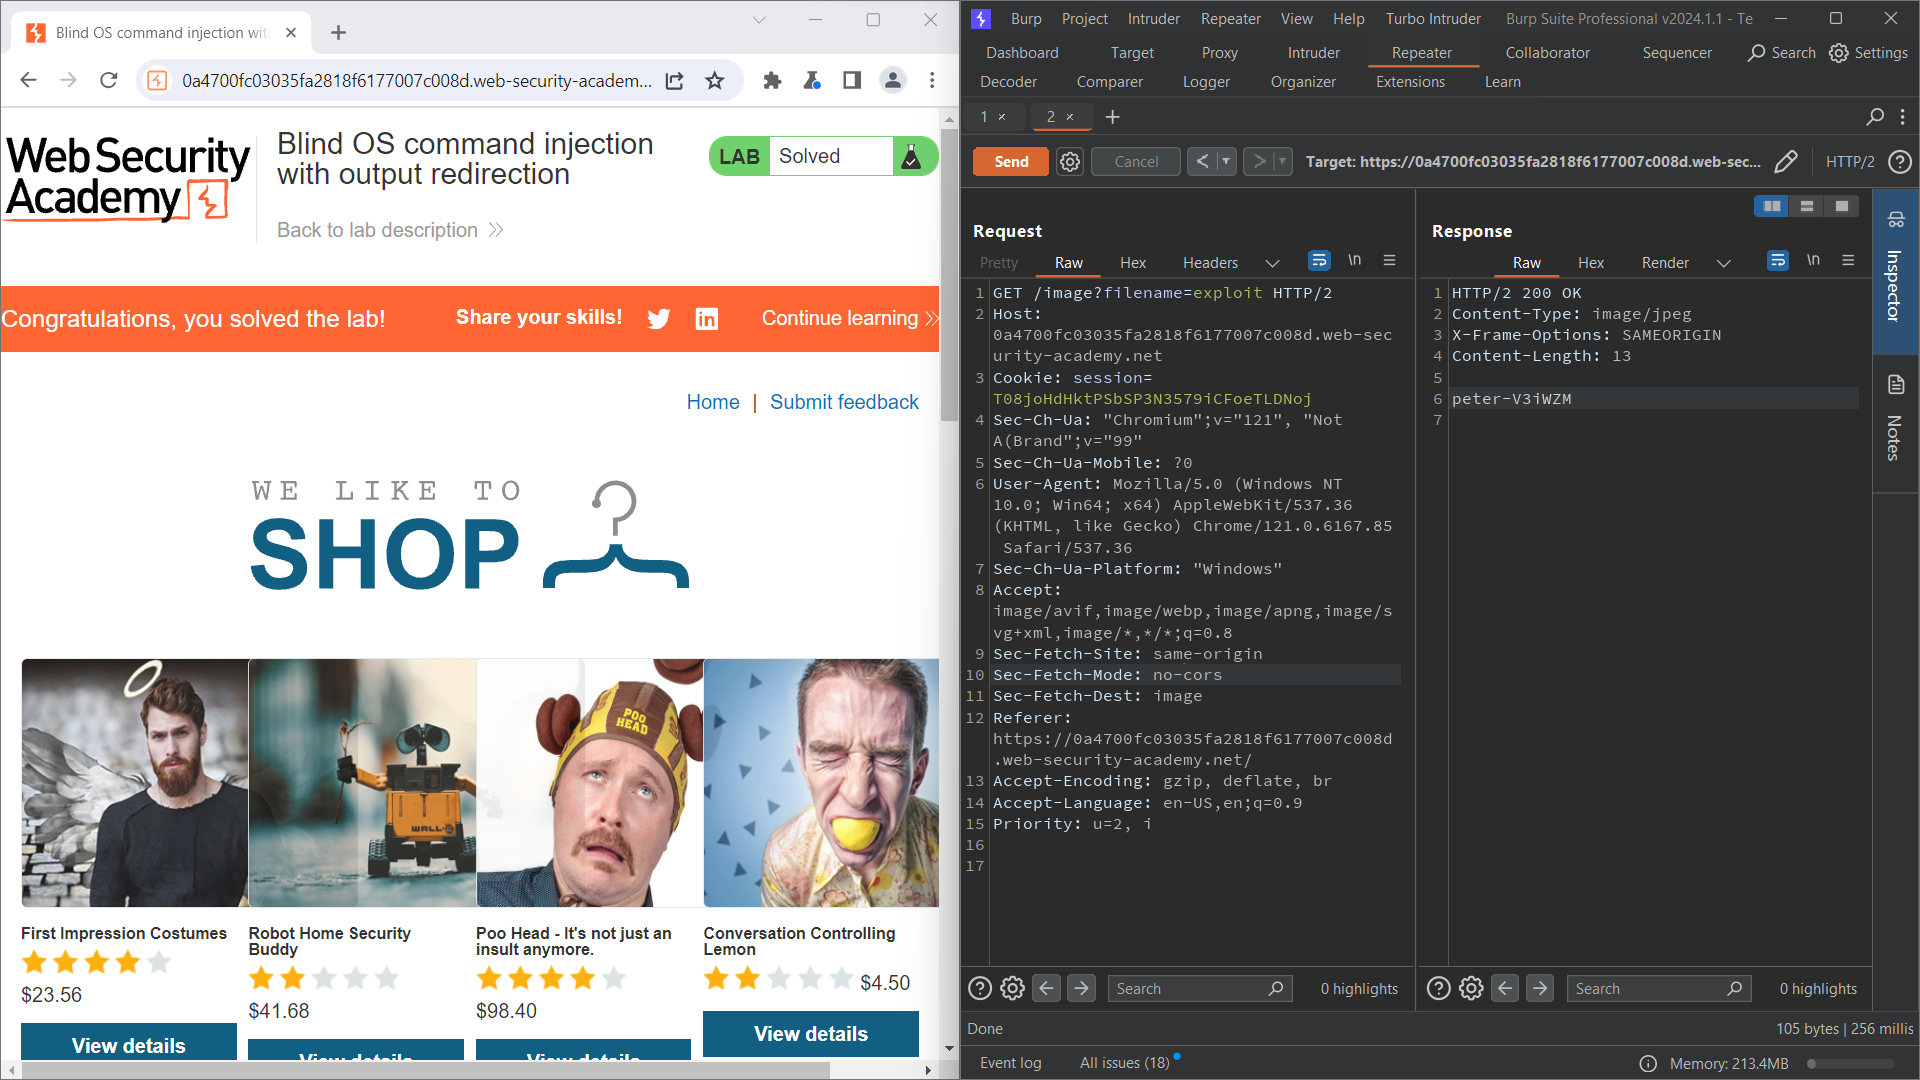 Blind OS command injection wit
0a4700fc03035fa2818f6177007c008d.web-security-academ...
Web Security
Academy
Blind OS command injection
with output redirection
Back to lab description
LAB Solved
Congratulations, you solved the lab!
Share your skills!
Continue learning
Home | Submit feedback
WE LIKE TO
SHOP
POO
HEAD
WALL·E
First Impression Costumes
$23.56
View details
Robot Home Security
Buddy
$41.68
View details
Poo Head - It's not just an
insult anymore.
$98.40
View details
Conversation Controlling
Lemon
$4.50
View details
Burp Project Intruder Repeater View Help Turbo Intruder Burp Suite Professional v2024.1.1 - Te
Dashboard Target Proxy Intruder Repeater Collaborator Sequencer Search Settings
Decoder Comparer Logger Organizer Extensions Learn
1 × 2 × +
Send Cancel < > Target: https://0a4700fc03035fa2818f6177007c008d.web-sec... HTTP/2
Request
Pretty Raw Hex Headers \n
1 GET /image?filename=exploit HTTP/2
2 Host:
0a4700fc03035fa2818f6177007c008d.web-sec
urity-academy.net
3 Cookie: session=
T08joHdHktPSbSP3N3579iCFoeTLDNoj
4 Sec-Ch-Ua: "Chromium";v="121", "Not
A(Brand";v="99"
5 Sec-Ch-Ua-Mobile: ?0
6 User-Agent: Mozilla/5.0 (Windows NT
10.0; Win64; x64) AppleWebKit/537.36
(KHTML, like Gecko) Chrome/121.0.6167.85
Safari/537.36
7 Sec-Ch-Ua-Platform: "Windows"
8 Accept:
image/avif,image/webp,image/apng,image/s
vg+xml,image/*,*/*;q=0.8
9 Sec-Fetch-Site: same-origin
10 Sec-Fetch-Mode: no-cors
11 Sec-Fetch-Dest: image
12 Referer:
https://0a4700fc03035fa2818f6177007c008d
.web-security-academy.net/
13 Accept-Encoding: gzip, deflate, br
14 Accept-Language: en-US,en;q=0.9
15 Priority: u=2, i
16
17
Search 0 highlights
Response
Raw Hex Render \n
1 HTTP/2 200 OK
2 Content-Type: image/jpeg
3 X-Frame-Options: SAMEORIGIN
4 Content-Length: 13
5
6 peter-V3iWZM
7
Search 0 highlights
Inspector
Notes
Done
105 bytes | 256 millis
Event log All issues (18)
Memory: 213.4MB